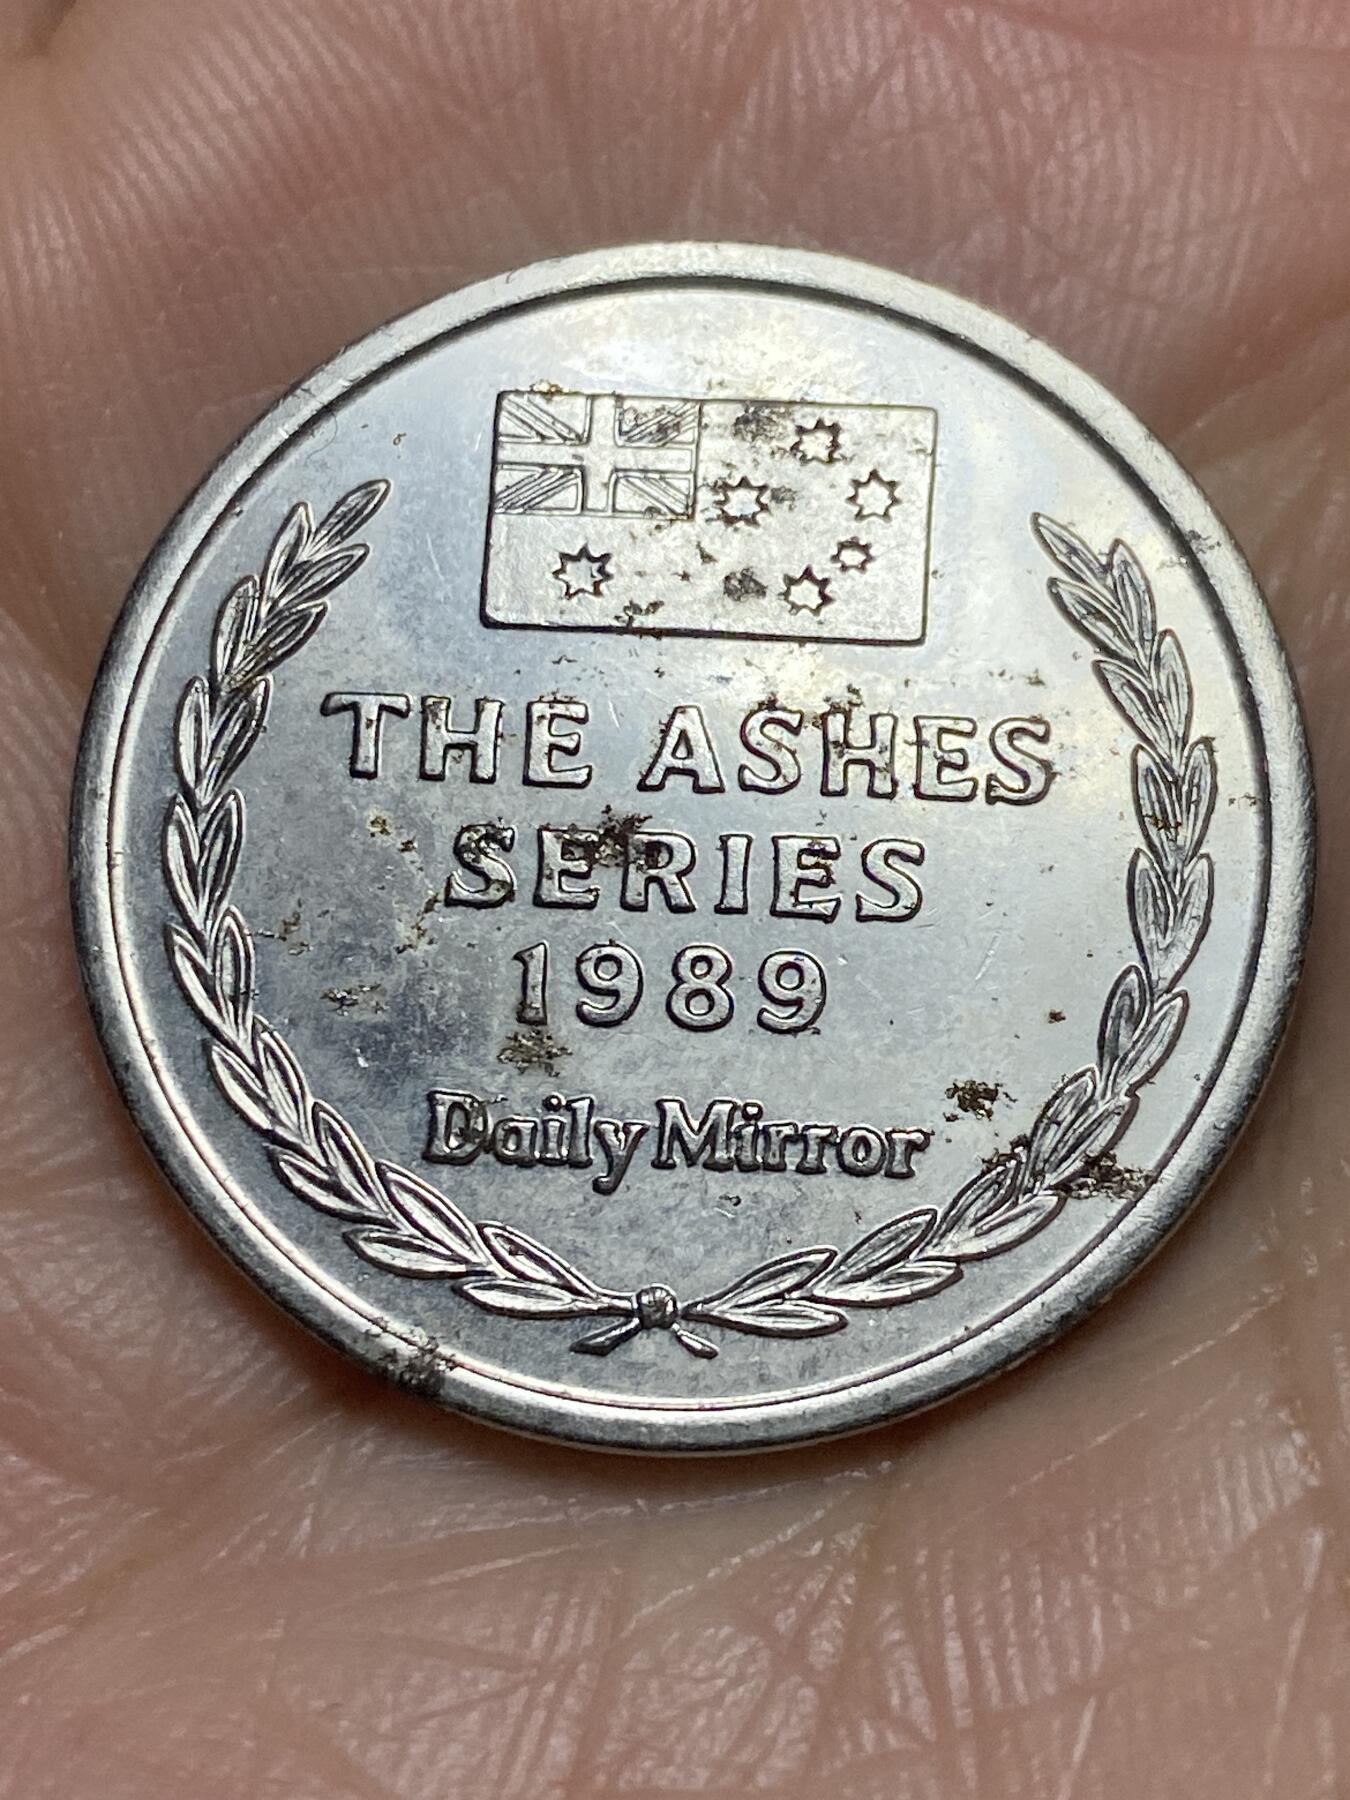 THE ASHES
SERIES
1989
Daily Mirror